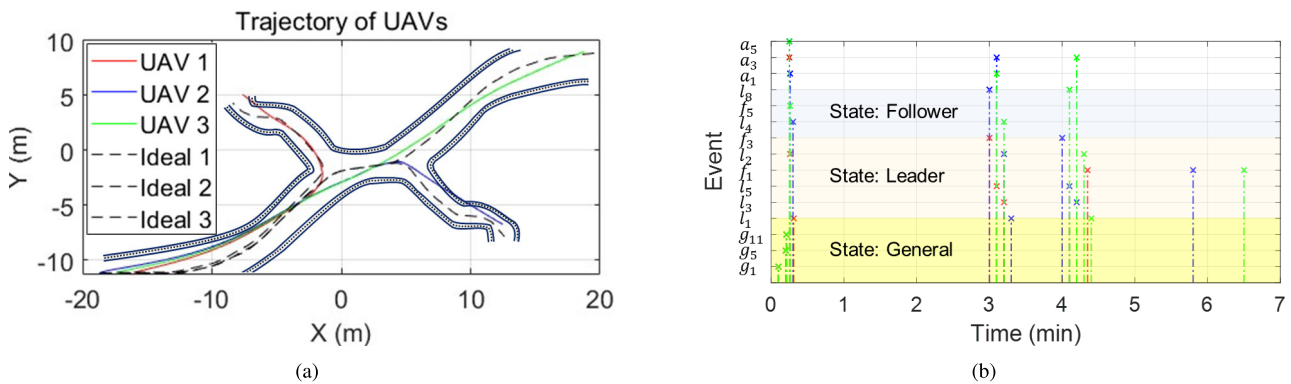 Trajectory of UAVs
10
5
0
-5
-10
Y (m)
UAV 1
UAV 2
UAV 3
Ideal 1
Ideal 2
Ideal 3
-20
-10
0
10
20
X (m)
(a)
Event
a5
a3
a1
l8
f5
l4
f3
l2
f1
l5
l3
l1
g11
g5
g1
State: Follower
State: Leader
State: General
0
1
2
3
4
5
6
7
Time (min)
(b)